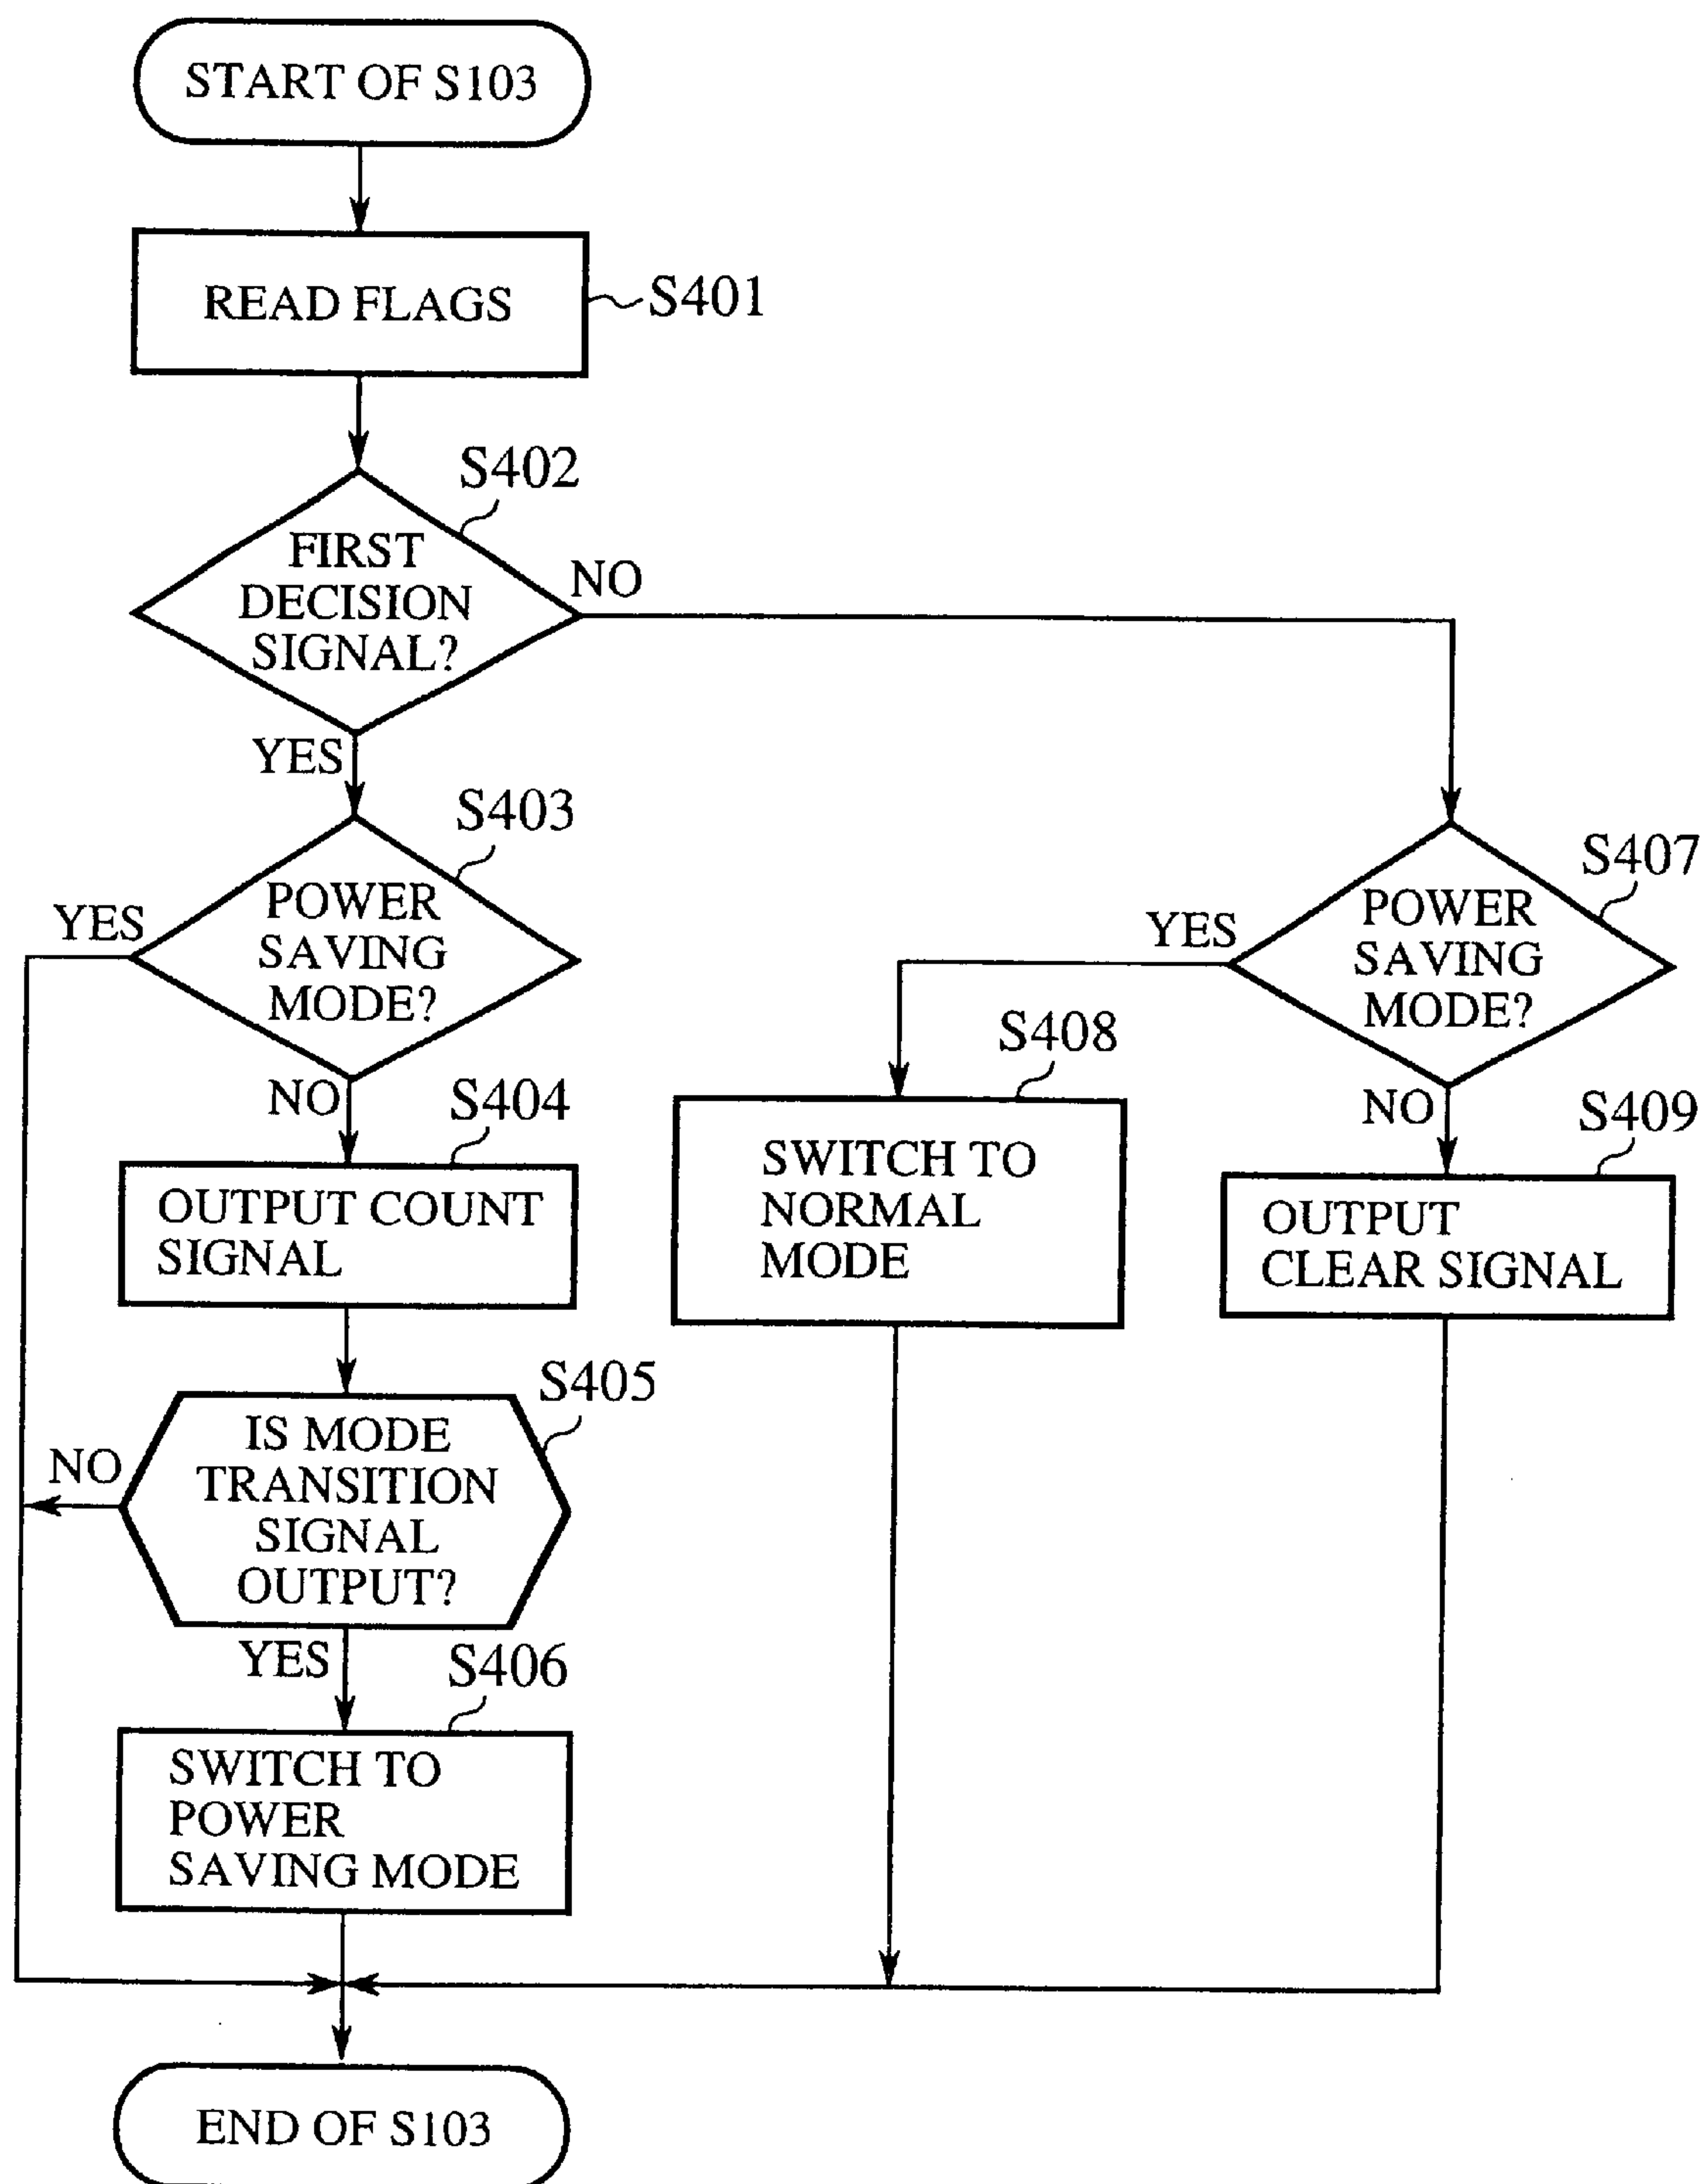 START OF S103
READ FLAGS
S401
S402
FIRST
DECISION
SIGNAL?
NO
YES
S403
POWER
SAVING
MODE?
YES
NO
S404
OUTPUT COUNT
SIGNAL
S405
IS MODE
TRANSITION
SIGNAL
OUTPUT?
NO
YES
S406
SWITCH TO
POWER
SAVING MODE
S407
POWER
SAVING
MODE?
YES
S408
SWITCH TO
NORMAL
MODE
NO
S409
OUTPUT
CLEAR SIGNAL
END OF S103